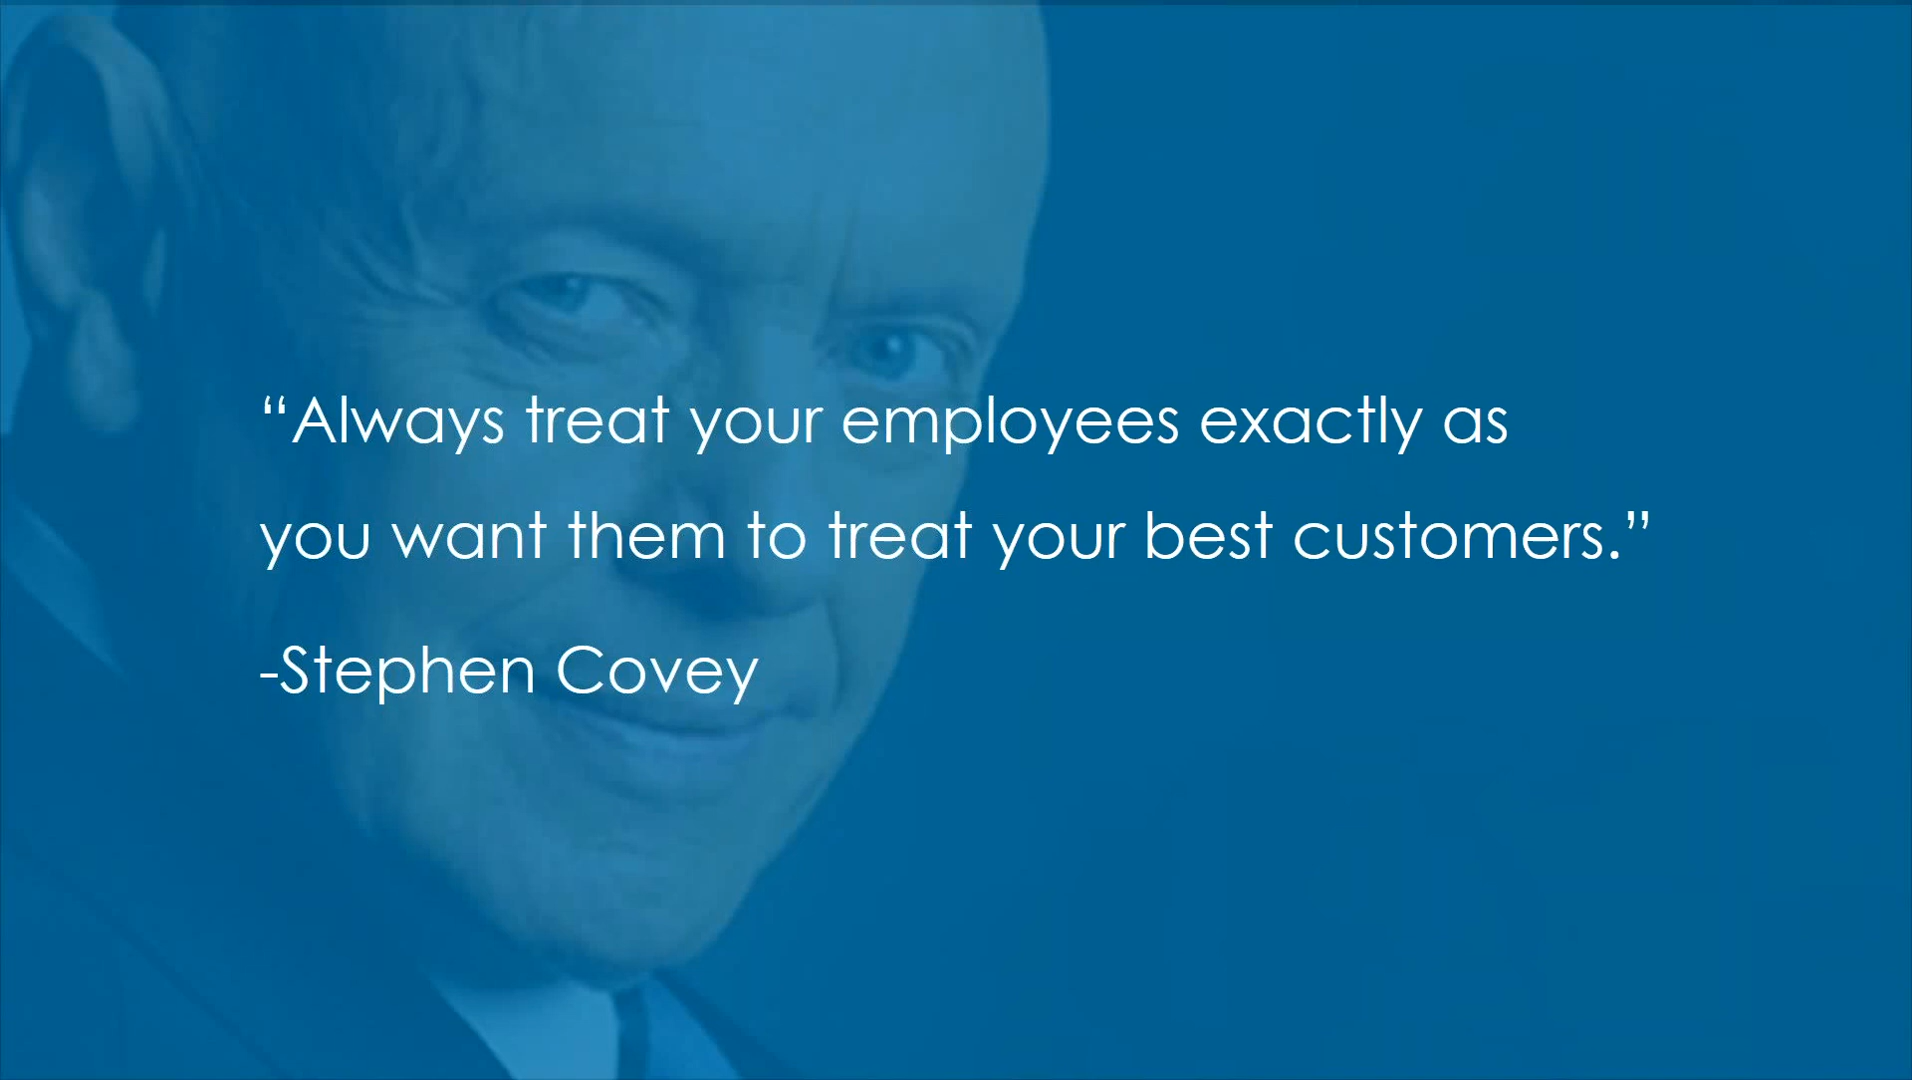 “Always treat your employees exactly as
you want them to treat your best customers.”
-Stephen Covey